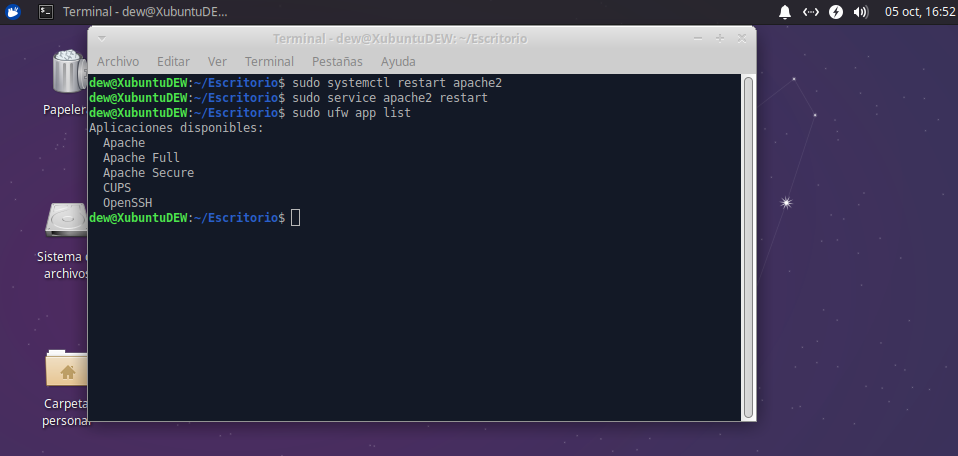 Terminal - dew@XubuntuDE...
05 oct, 16:52
Terminal - dew@XubuntuDEW: ~/Escritorio
Archivo Editar Ver Terminal Pestañas Ayuda
dew@XubuntuDEW:~/Escritorio$ sudo systemctl restart apache2
dew@XubuntuDEW:~/Escritorio$ sudo service apache2 restart
dew@XubuntuDEW:~/Escritorio$ sudo ufw app list
Aplicaciones disponibles:
Apache
Apache Full
Apache Secure
CUPS
OpenSSH
dew@XubuntuDEW:~/Escritorio$
Papeler
Sistema
archivos
Carpeta
personal